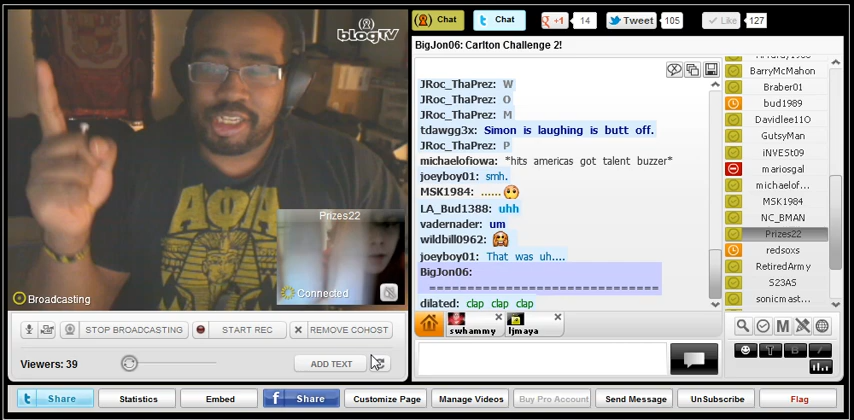 blogTV
Chat
Chat
+1
14
Tweet
105
Like
127
BigJon06: Carlton Challenge 2!
JRoc_ThaPrez: W
JRoc_ThaPrez: O
JRoc_ThaPrez: M
tdawgg3x: Simon is laughing is butt off.
JRoc_ThaPrez: P
michaelofiowa: *hits americas got talent buzzer*
joeyboy01: smh.
MSK1984: ......
LA_Bud1388: uhh
vadernader: um
wildbill0962:
joeyboy01: That was uh....
BigJon06:
==============================
dilated: clap clap clap
swhammy
ljmaya
BarryMcMahon
Braber01
bud1989
Davidlee11O
GutsyMan
iNVESt09
mariosgal
michaelof...
MSK1984
NC_BMAN
Prizes22
redsoxs
RetiredArmy
S23AS
sonicmast...
AQA
Prizes22
Connected
Broadcasting
STOP BROADCASTING
START REC
REMOVE COHOST
Viewers: 39
ADD TEXT
M
T
B
I
Share
Statistics
Embed
f Share
Customize Page
Manage Videos
Buy Pro Account
Send Message
UnSubscribe
Flag